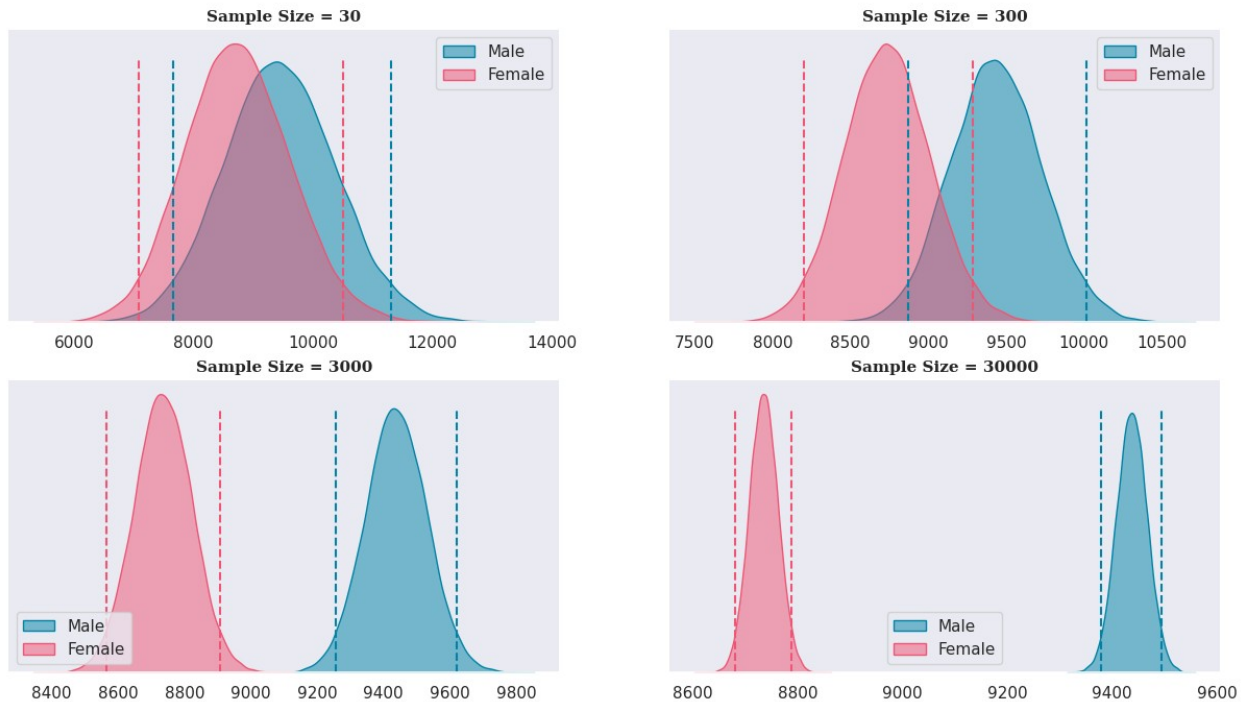 Sample Size = 30
Male
Female
6000 8000 10000 12000 14000
Sample Size = 300
Male
Female
7500 8000 8500 9000 9500 10000 10500
Sample Size = 3000
Male
Female
8400 8600 8800 9000 9200 9400 9600 9800
Sample Size = 30000
Male
Female
8600 8800 9000 9200 9400 9600